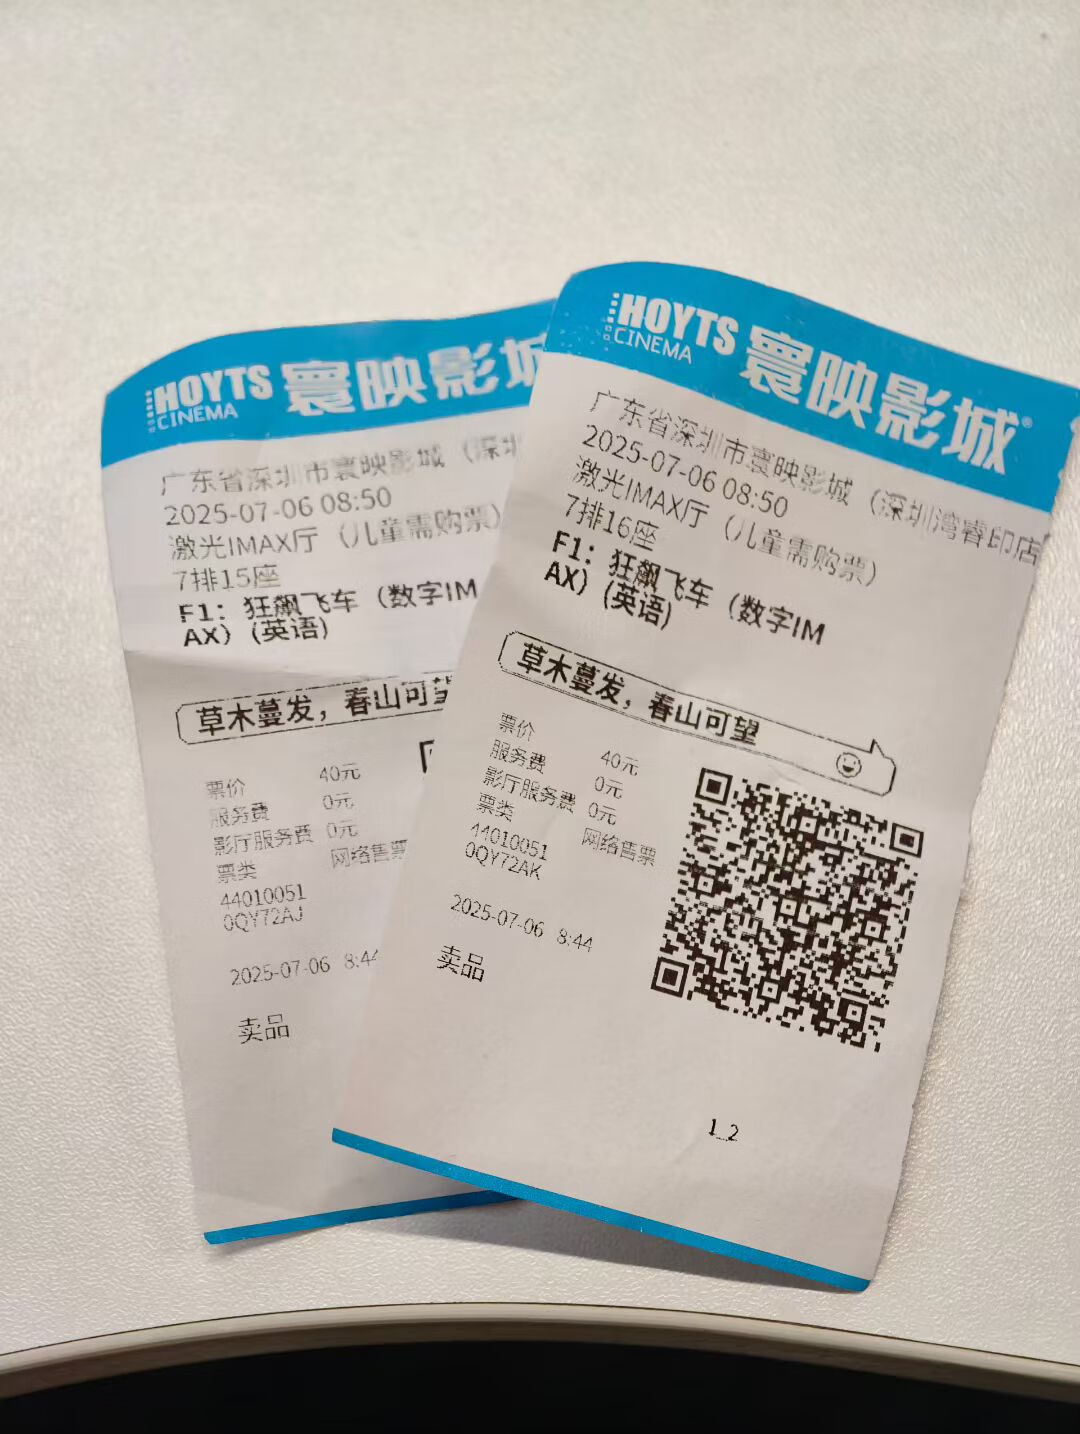 HOYTS
CINEMA
寰映影城
广东省深圳市寰映影城（深圳
2025-07-06 08:50
激光IMAX厅（儿童需购票）
7排15座
F1：狂飙飞车（数字IM
AX）(英语)
草木蔓发，春山可望
票价 40元
服务费 0元
影厅服务费 0元
票类 网络售票
44010051
0QY72AJ
2025-07-06 8:44
卖品
HOYTS
CINEMA
寰映影城®
广东省深圳市寰映影城（深圳湾睿印店
2025-07-06 08:50
激光IMAX厅（儿童需购票）
7排16座
F1：狂飙飞车（数字IM
AX）(英语)
草木蔓发，春山可望
票价 40元
服务费 0元
影厅服务费 0元
票类 网络售票
44010051
0QY72AK
2025-07-06 8:44
卖品
1_2